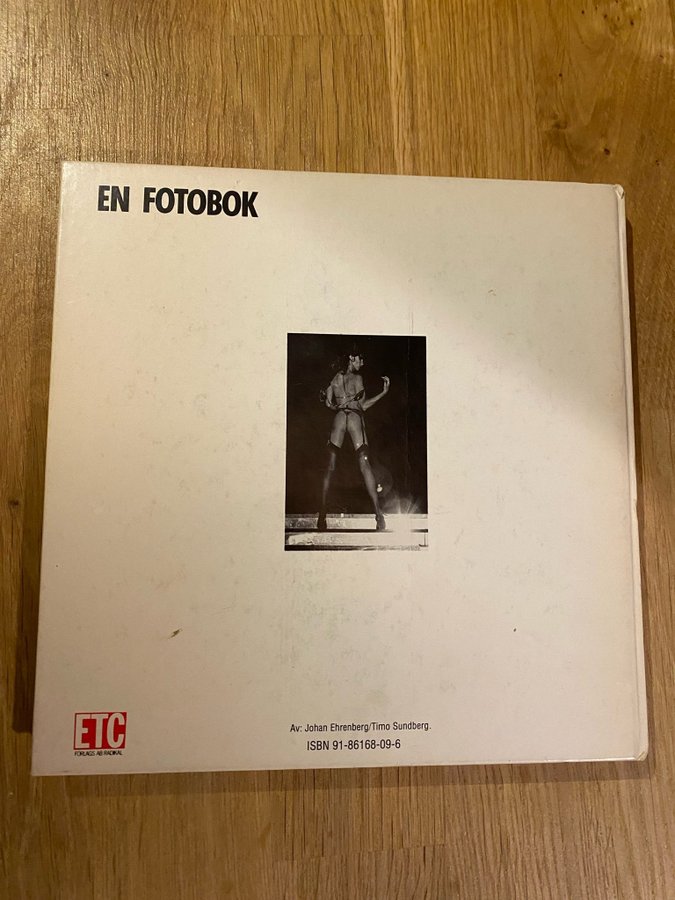 EN FOTOBOK
ETC
FÖRLAGS AB RADIKAL
Av: Johan Ehrenberg/Timo Sundberg.
ISBN 91-86168-09-6